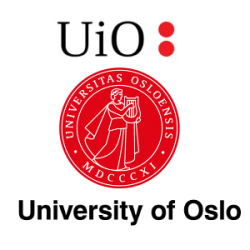 UiO:
UNIVERSITAS OSLOENSIS
MDCCCXI
University of Oslo